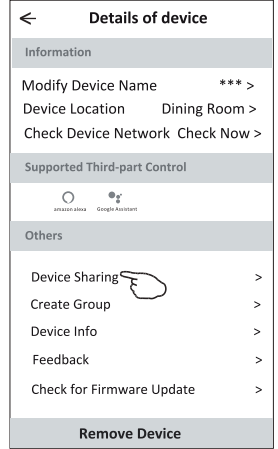 Details of device
Information
Modify Device Name *** >
Device Location Dining Room >
Check Device Network Check Now >
Supported Third-part Control
amazon alexa Google Assistant
Others
Device Sharing >
Create Group >
Device Info >
Feedback >
Check for Firmware Update >
Remove Device